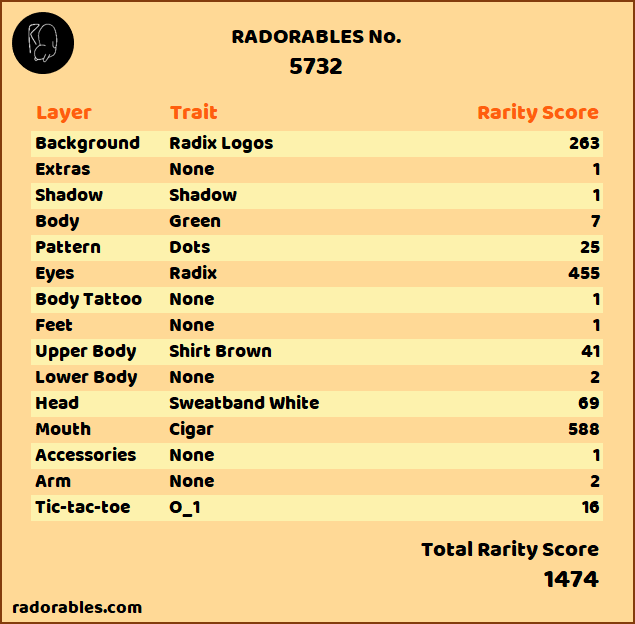 RADORABLES No.
5732
Layer Trait Rarity Score
Background Radix Logos 263
Extras None 1
Shadow Shadow 1
Body Green 7
Pattern Dots 25
Eyes Radix 455
Body Tattoo None 1
Feet None 1
Upper Body Shirt Brown 41
Lower Body None 2
Head Sweatband White 69
Mouth Cigar 588
Accessories None 1
Arm None 2
Tic-tac-toe O_1 16
Total Rarity Score
1474
radorables.com